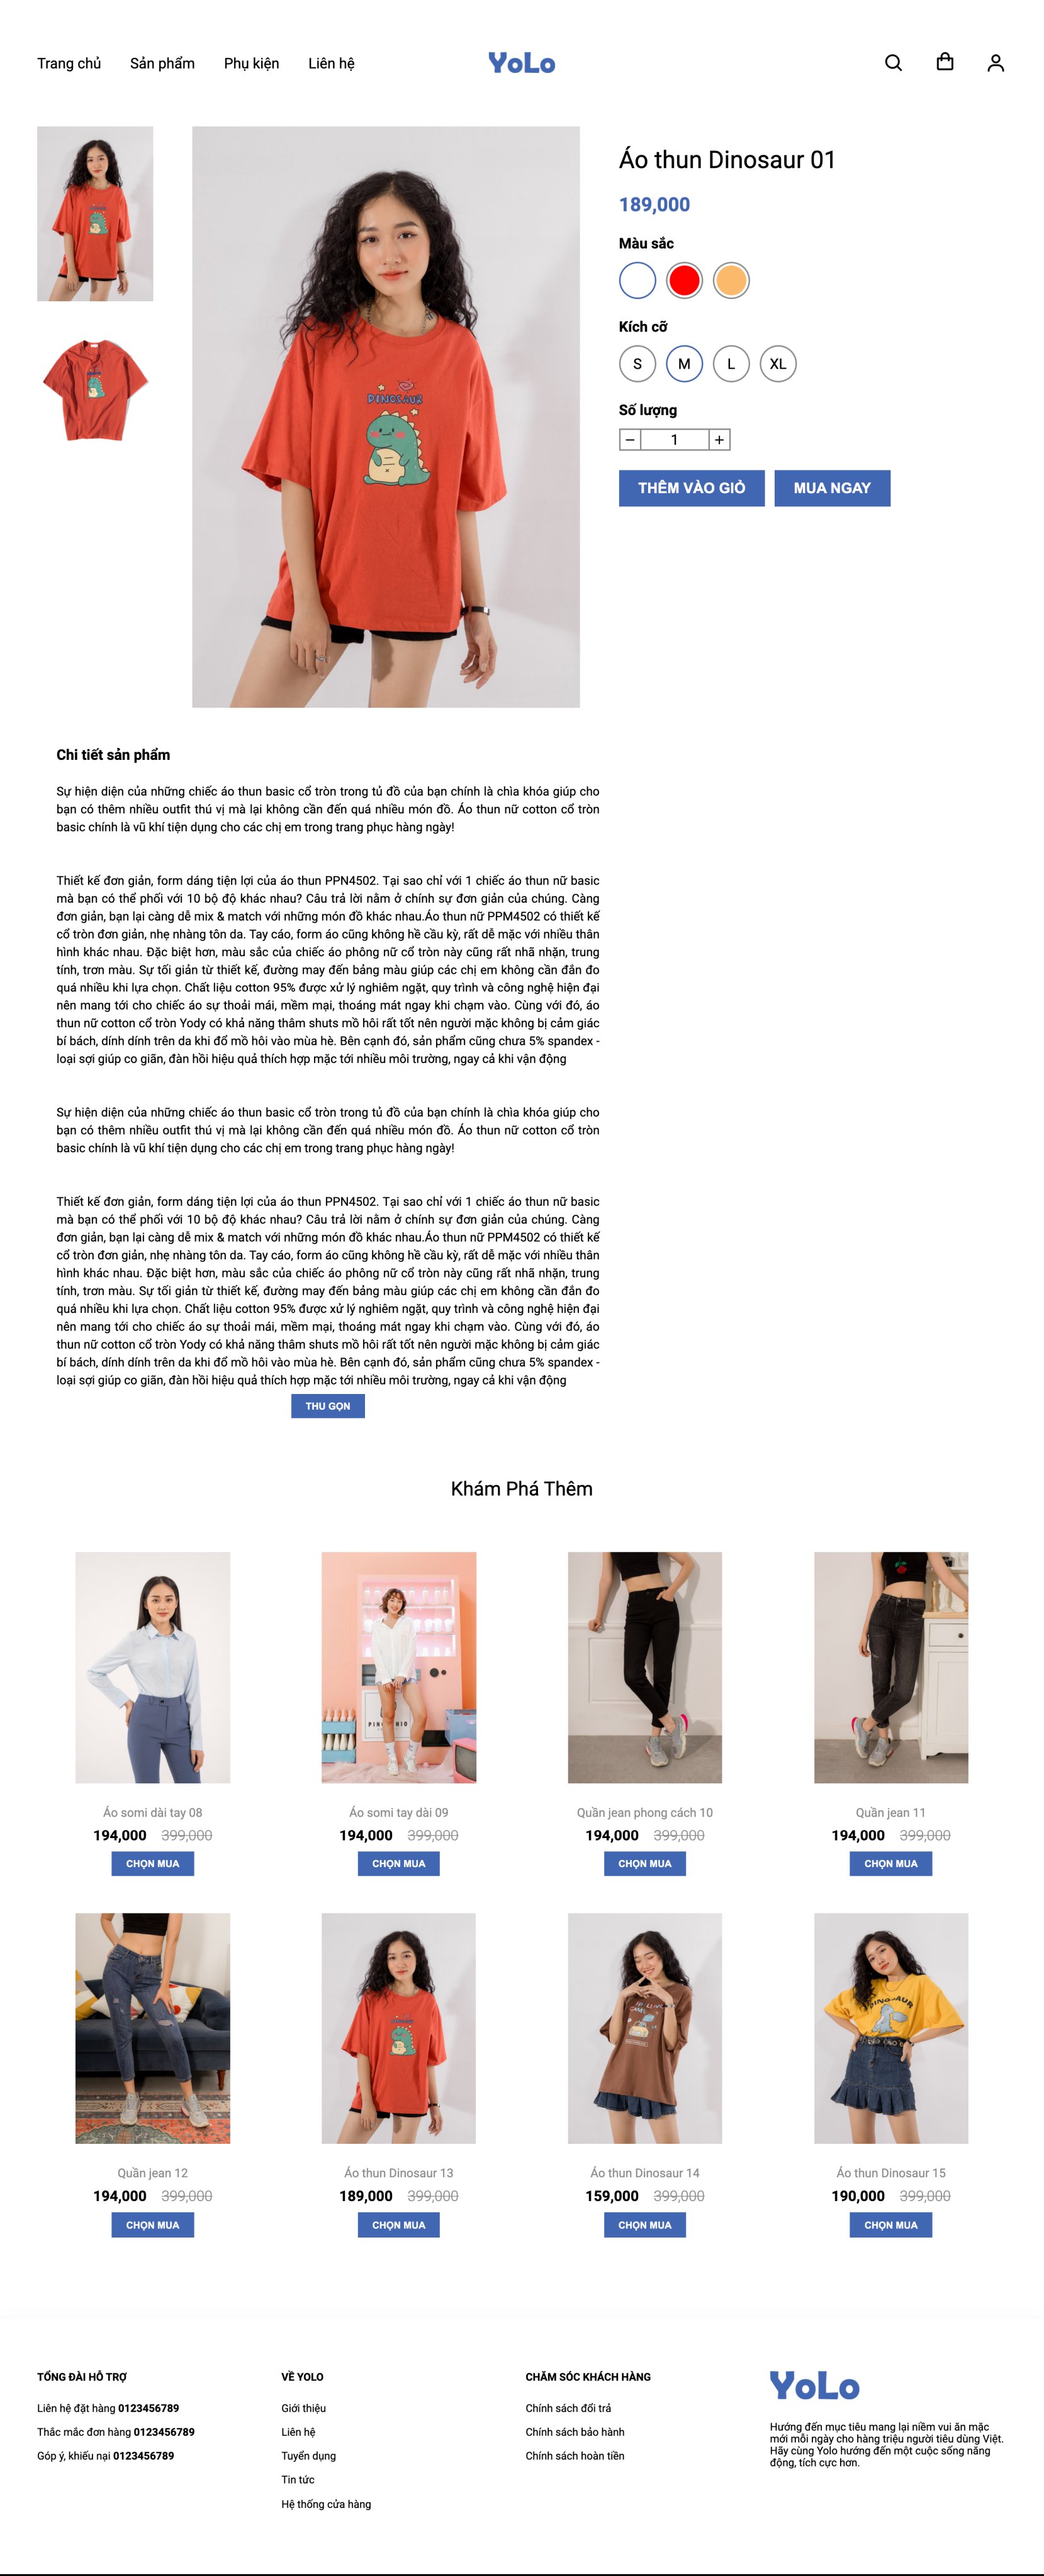 Trang chủ
Sản phẩm
Phụ kiện
Liên hệ
YoLo
Áo thun Dinosaur 01
189,000
Màu sắc
Kích cỡ
S
M
L
XL
Số lượng
− 1 +
THÊM VÀO GIỎ
MUA NGAY
DINOSAUR
Chi tiết sản phẩm
Sự hiện diện của những chiếc áo thun basic cổ tròn trong tủ đồ của bạn chính là chìa khóa giúp cho
bạn có thêm nhiều outfit thú vị mà lại không cần đến quá nhiều món đồ. Áo thun nữ cotton cổ tròn
basic chính là vũ khí tiện dụng cho các chị em trong trang phục hàng ngày!
Thiết kế đơn giản, form dáng tiện lợi của áo thun PPN4502. Tại sao chỉ với 1 chiếc áo thun nữ basic
mà bạn có thể phối với 10 bộ độ khác nhau? Câu trả lời nằm ở chính sự đơn giản của chúng. Càng
đơn giản, bạn lại càng dễ mix & match với những món đồ khác nhau.Áo thun nữ PPM4502 có thiết kế
cổ tròn đơn giản, nhẹ nhàng tôn da. Tay cáo, form áo cũng không hề cầu kỳ, rất dễ mặc với nhiều thân
hình khác nhau. Đặc biệt hơn, màu sắc của chiếc áo phông nữ cổ tròn này cũng rất nhã nhặn, trung
tính, trơn màu. Sự tối giản từ thiết kế, đường may đến bảng màu giúp các chị em không cần đắn đo
quá nhiều khi lựa chọn. Chất liệu cotton 95% được xử lý nghiêm ngặt, quy trình và công nghệ hiện đại
nên mang tới cho chiếc áo sự thoải mái, mềm mại, thoáng mát ngay khi chạm vào. Cùng với đó, áo
thun nữ cotton cổ tròn Yody có khả năng thâm shuts mồ hôi rất tốt nên người mặc không bị cảm giác
bí bách, dính dính trên da khi đổ mồ hôi vào mùa hè. Bên cạnh đó, sản phẩm cũng chưa 5% spandex -
loại sợi giúp co giãn, đàn hồi hiệu quả thích hợp mặc tới nhiều môi trường, ngay cả khi vận động
Sự hiện diện của những chiếc áo thun basic cổ tròn trong tủ đồ của bạn chính là chìa khóa giúp cho
bạn có thêm nhiều outfit thú vị mà lại không cần đến quá nhiều món đồ. Áo thun nữ cotton cổ tròn
basic chính là vũ khí tiện dụng cho các chị em trong trang phục hàng ngày!
Thiết kế đơn giản, form dáng tiện lợi của áo thun PPN4502. Tại sao chỉ với 1 chiếc áo thun nữ basic
mà bạn có thể phối với 10 bộ độ khác nhau? Câu trả lời nằm ở chính sự đơn giản của chúng. Càng
đơn giản, bạn lại càng dễ mix & match với những món đồ khác nhau.Áo thun nữ PPM4502 có thiết kế
cổ tròn đơn giản, nhẹ nhàng tôn da. Tay cáo, form áo cũng không hề cầu kỳ, rất dễ mặc với nhiều thân
hình khác nhau. Đặc biệt hơn, màu sắc của chiếc áo phông nữ cổ tròn này cũng rất nhã nhặn, trung
tính, trơn màu. Sự tối giản từ thiết kế, đường may đến bảng màu giúp các chị em không cần đắn đo
quá nhiều khi lựa chọn. Chất liệu cotton 95% được xử lý nghiêm ngặt, quy trình và công nghệ hiện đại
nên mang tới cho chiếc áo sự thoải mái, mềm mại, thoáng mát ngay khi chạm vào. Cùng với đó, áo
thun nữ cotton cổ tròn Yody có khả năng thâm shuts mồ hôi rất tốt nên người mặc không bị cảm giác
bí bách, dính dính trên da khi đổ mồ hôi vào mùa hè. Bên cạnh đó, sản phẩm cũng chưa 5% spandex -
loại sợi giúp co giãn, đàn hồi hiệu quả thích hợp mặc tới nhiều môi trường, ngay cả khi vận động
THU GỌN
Khám Phá Thêm
Áo somi dài tay 08
194,000 399,000
CHỌN MUA
Áo somi tay dài 09
194,000 399,000
CHỌN MUA
Quần jean phong cách 10
194,000 399,000
CHỌN MUA
Quần jean 11
194,000 399,000
CHỌN MUA
Quần jean 12
194,000 399,000
CHỌN MUA
Áo thun Dinosaur 13
189,000 399,000
CHỌN MUA
Áo thun Dinosaur 14
159,000 399,000
CHỌN MUA
Áo thun Dinosaur 15
190,000 399,000
CHỌN MUA
TỔNG ĐÀI HỖ TRỢ
Liên hệ đặt hàng 0123456789
Thắc mắc đơn hàng 0123456789
Góp ý, khiếu nại 0123456789
VỀ YOLO
Giới thiệu
Liên hệ
Tuyển dụng
Tin tức
Hệ thống cửa hàng
CHĂM SÓC KHÁCH HÀNG
Chính sách đổi trả
Chính sách bảo hành
Chính sách hoàn tiền
YoLo
Hướng đến mục tiêu mang lại niềm vui ăn mặc
mới mỗi ngày cho hàng triệu người tiêu dùng Việt.
Hãy cùng Yolo hướng đến một cuộc sống năng
động, tích cực hơn.